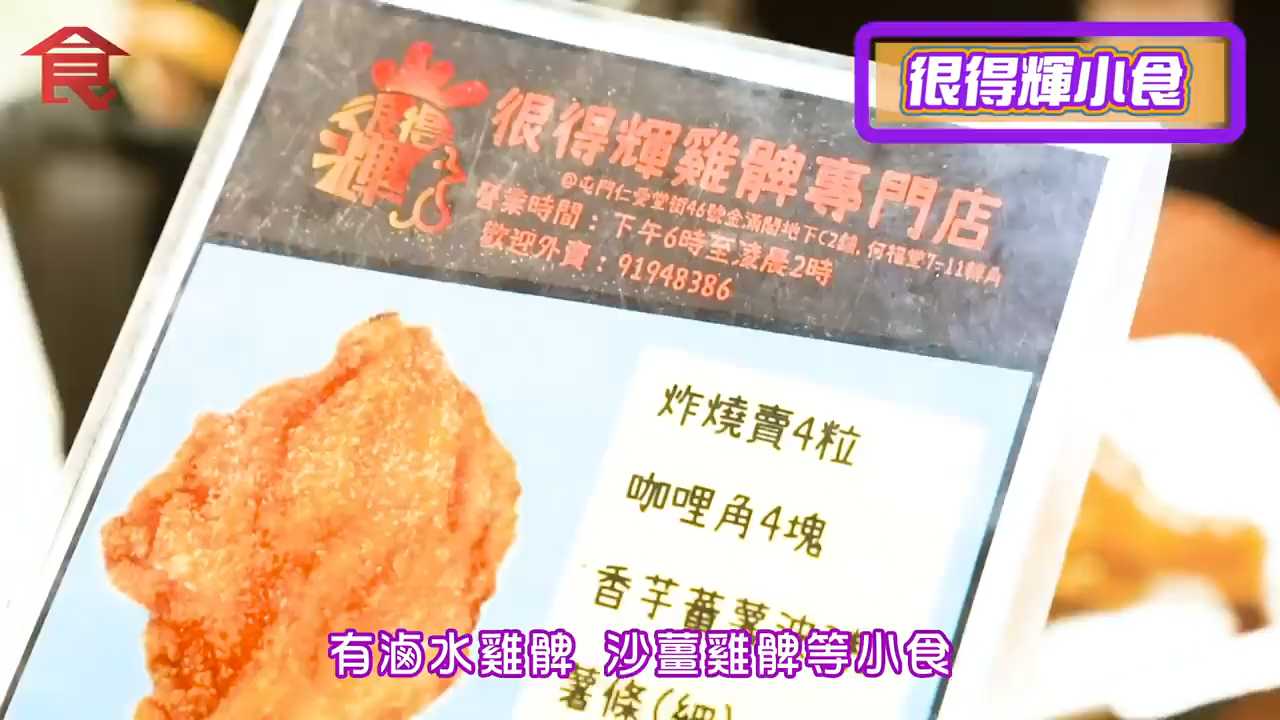 食
很得輝小食
很得輝
很得輝雞髀專門店
@屯門仁愛堂街46號金滿閣地下C2舖, 何福堂7-11轉角
營業時間：下午6時至凌晨2時
歡迎外賣：91948386
炸燒賣4粒
咖哩角4塊
香芋蕃薯波
薯條(細)
有滷水雞髀 沙薑雞髀等小食